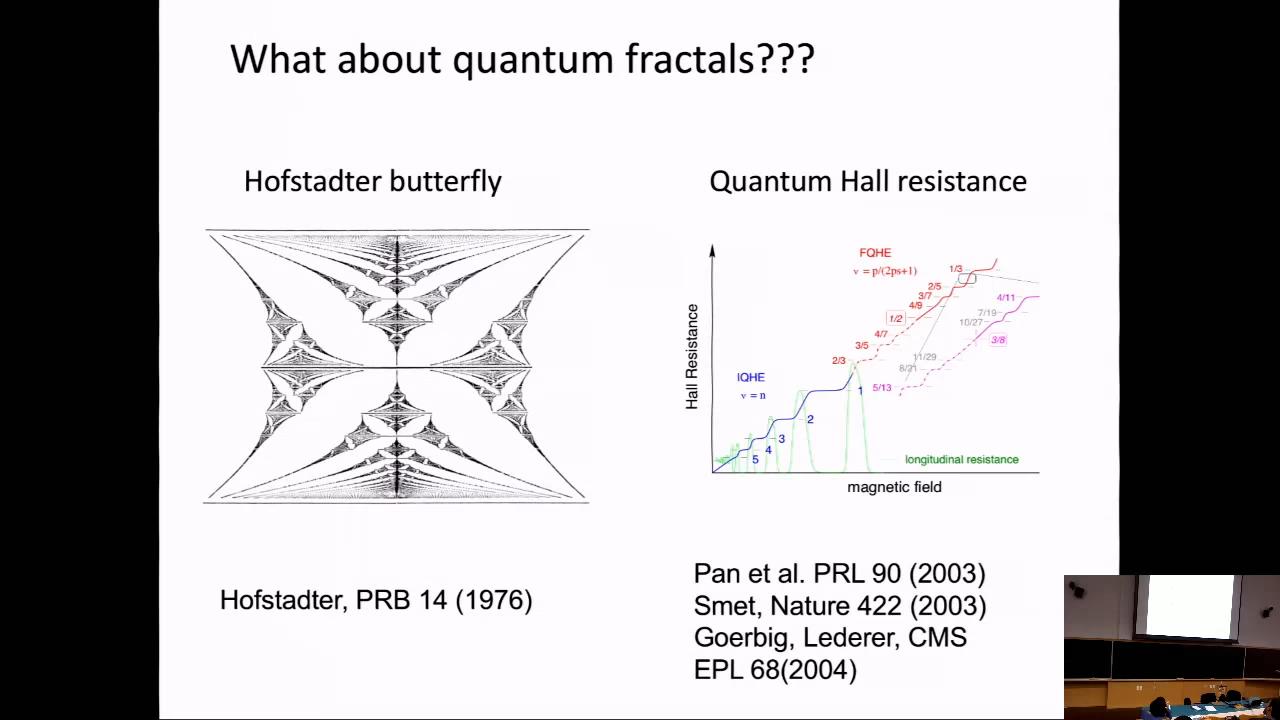 What about quantum fractals???
Hofstadter butterfly
Quantum Hall resistance
FQHE
ν = p/(2ps+1)
1/3
2/5
3/7
4/9
1/2
4/7
3/5
2/3
4/11
7/19
10/27
3/8
11/29
8/21
5/13
IQHE
ν = n
1
2
3
4
5
Hall Resistance
longitudinal resistance
magnetic field
Hofstadter, PRB 14 (1976)
Pan et al. PRL 90 (2003)
Smet, Nature 422 (2003)
Goerbig, Lederer, CMS
EPL 68(2004)